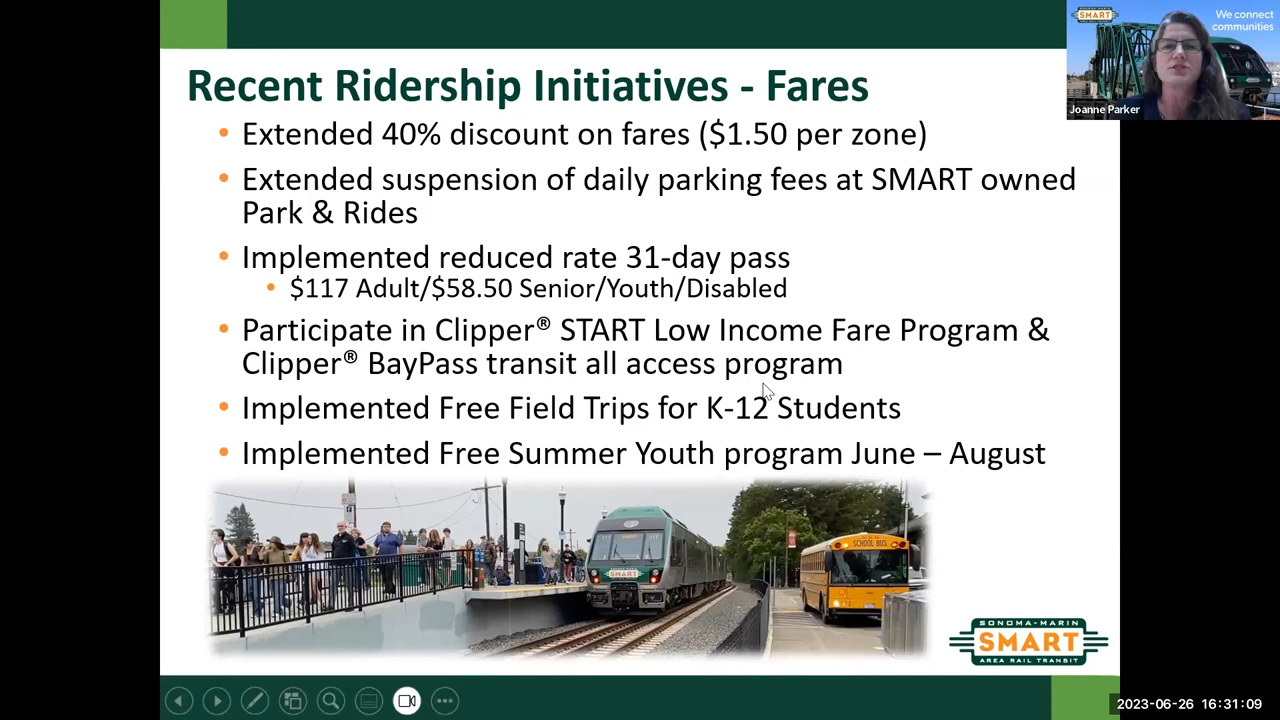 Recent Ridership Initiatives - Fares
• Extended 40% discount on fares ($1.50 per zone)
• Extended suspension of daily parking fees at SMART owned
Park & Rides
• Implemented reduced rate 31-day pass
• $117 Adult/$58.50 Senior/Youth/Disabled
• Participate in Clipper® START Low Income Fare Program &
Clipper® BayPass transit all access program
• Implemented Free Field Trips for K-12 Students
• Implemented Free Summer Youth program June – August
SMART
SCHOOL BUS
SONOMA-MARIN
SMART
AREA RAIL TRANSIT
SMART
We connect
communities
Joanne Parker
2023-06-26 16:31:09